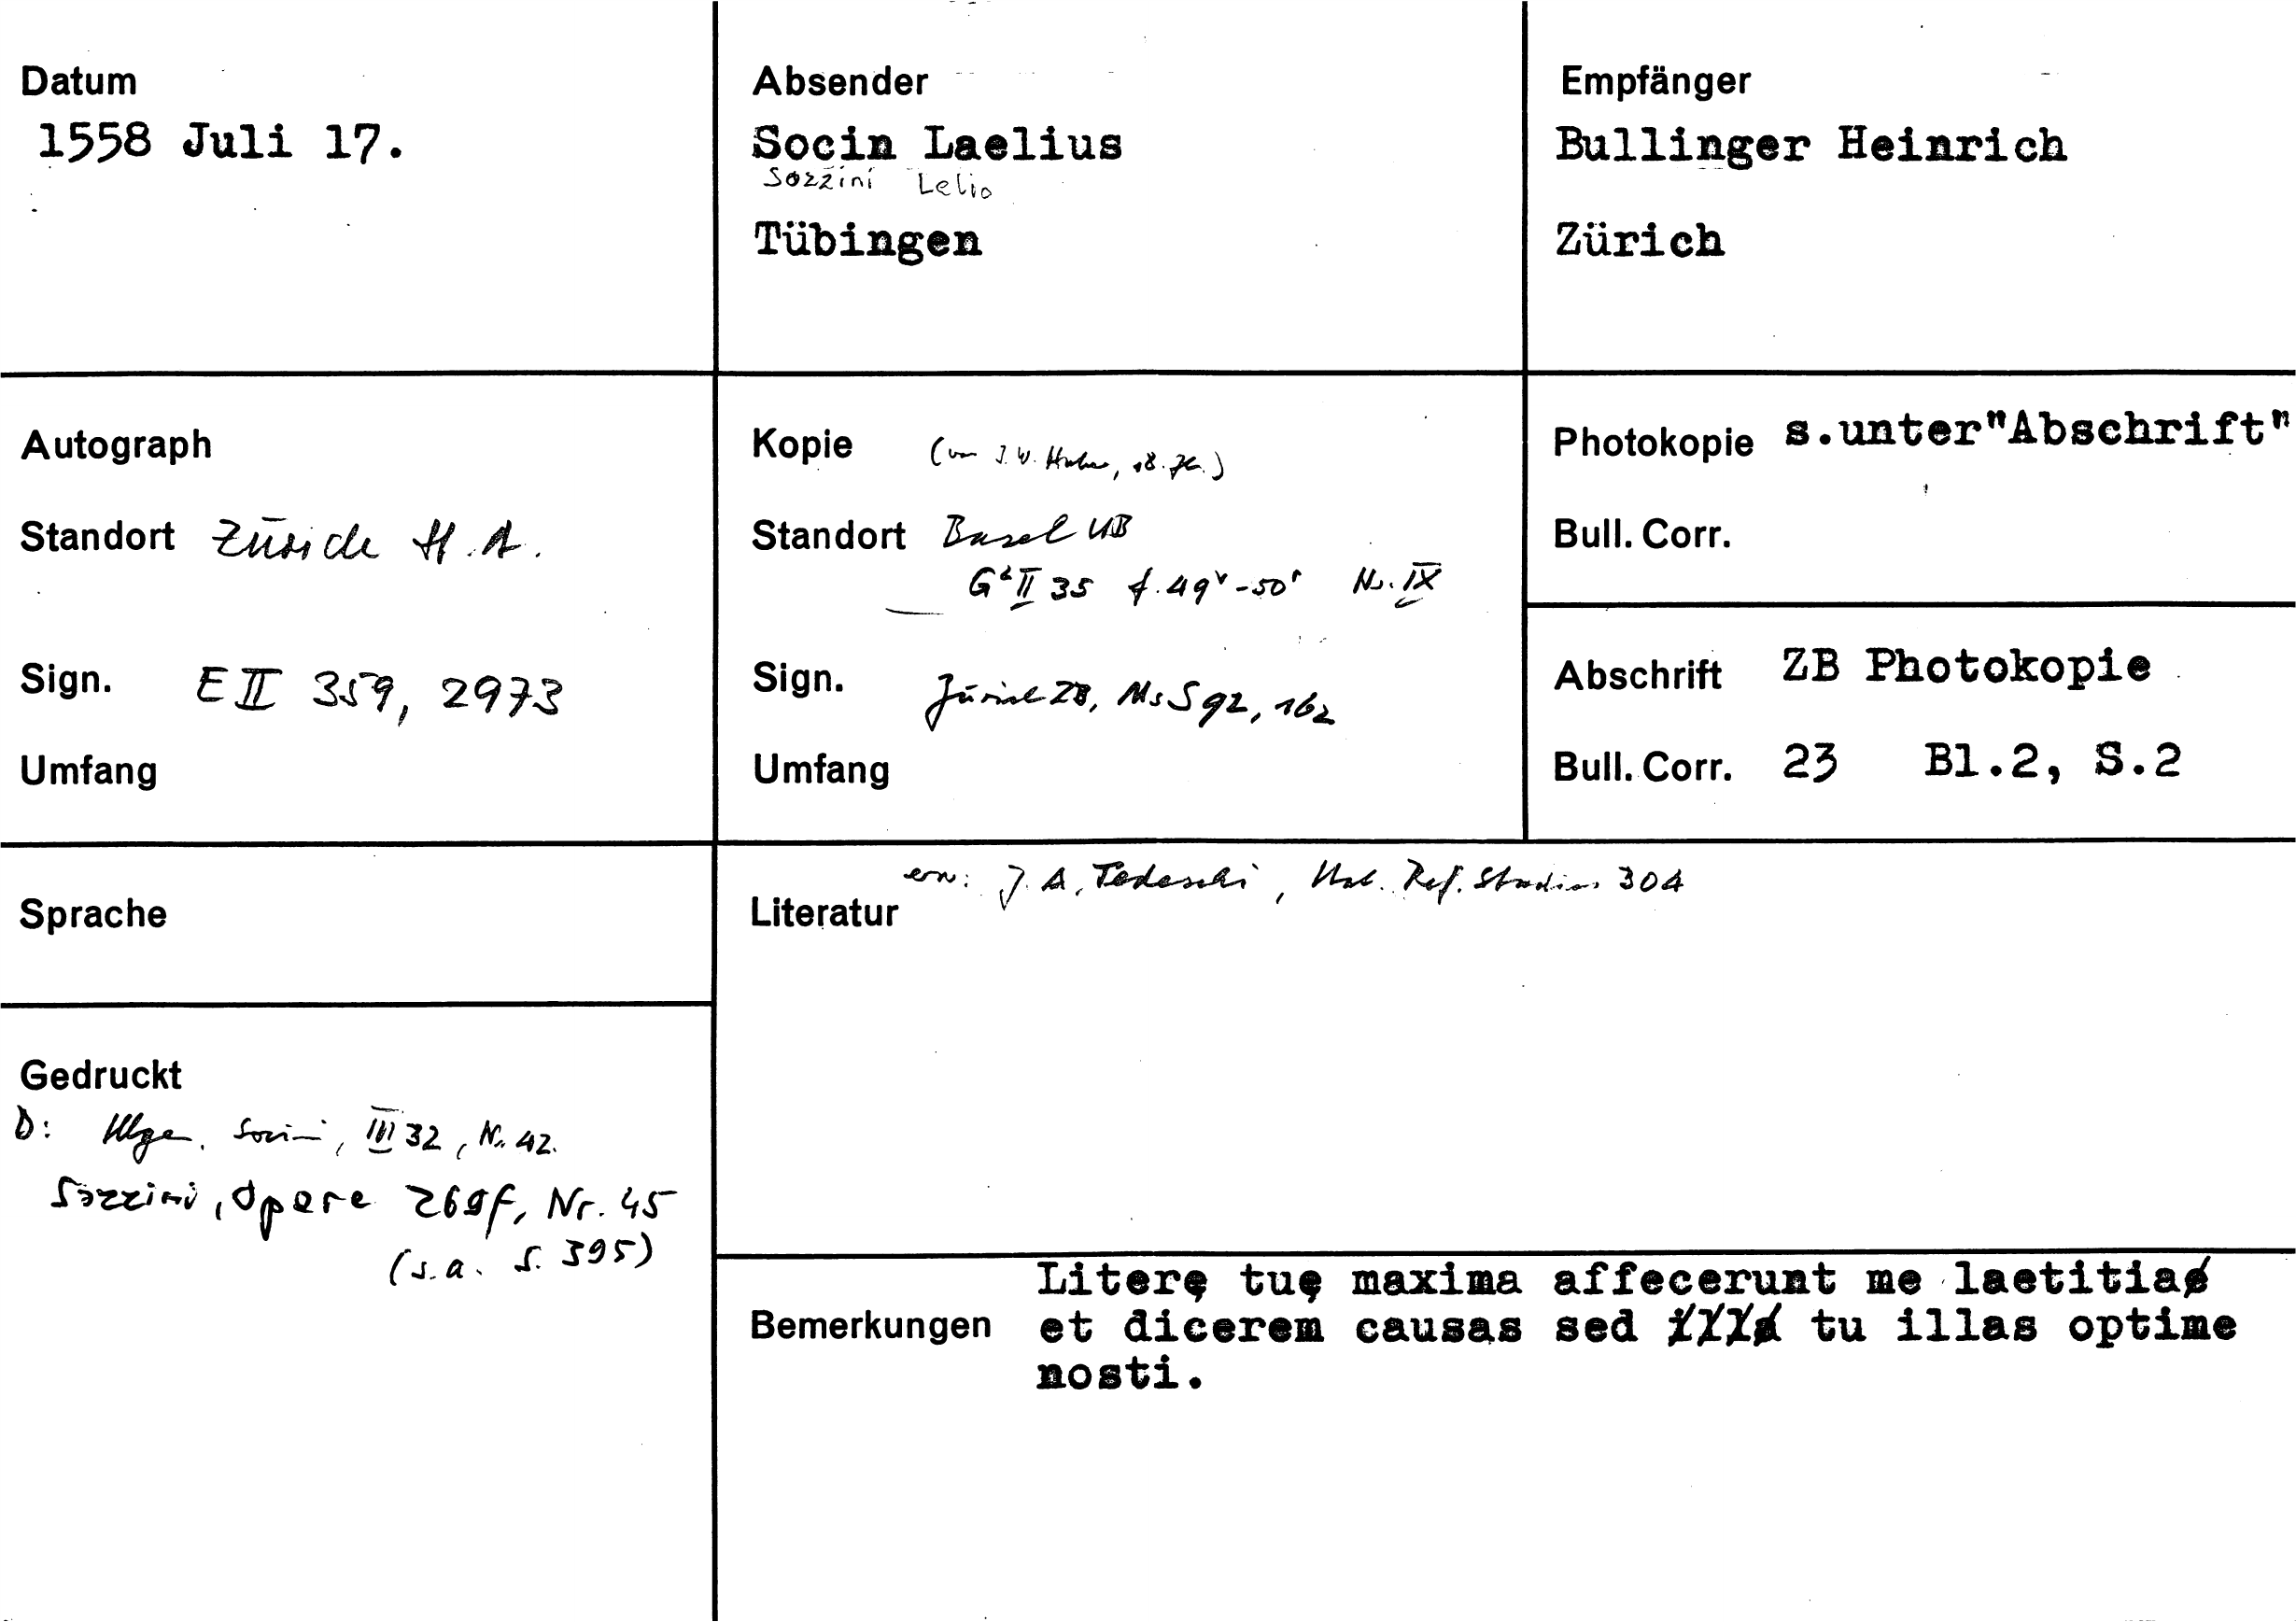 Datum
1558 Juli 17.
Absender
Socin Laelius
Sozzini Lelio
Tübingen
Empfänger
Bullinger Heinrich
Zürich
Autograph
Standort Zürich H.A.
Sign. E II 359, 2973
Umfang
Kopie (von J. W. Huber, 18. Jh.)
Standort Basel UB
G² II 35 f. 49v-50r Nr. IX
Sign. Zürich ZB, Ms S 92, 162
Umfang
Photokopie s.unter"Abschrift"
Bull. Corr.
Abschrift ZB Photokopie
Bull. Corr. 23 Bl.2, S.2
Sprache
erw: J. A. Tedeschi, Ital. Ref. Studies 304
Literatur
Gedruckt
D: Illgen. Socini, III 32, Nr. 42.
Sozzini, Opere 269f, Nr. 45
(s.a. S. 395)
Bemerkungen
Literę tuę maxima affecerunt me laetitia
et dicerem causas sed tu illas optime
nosti.